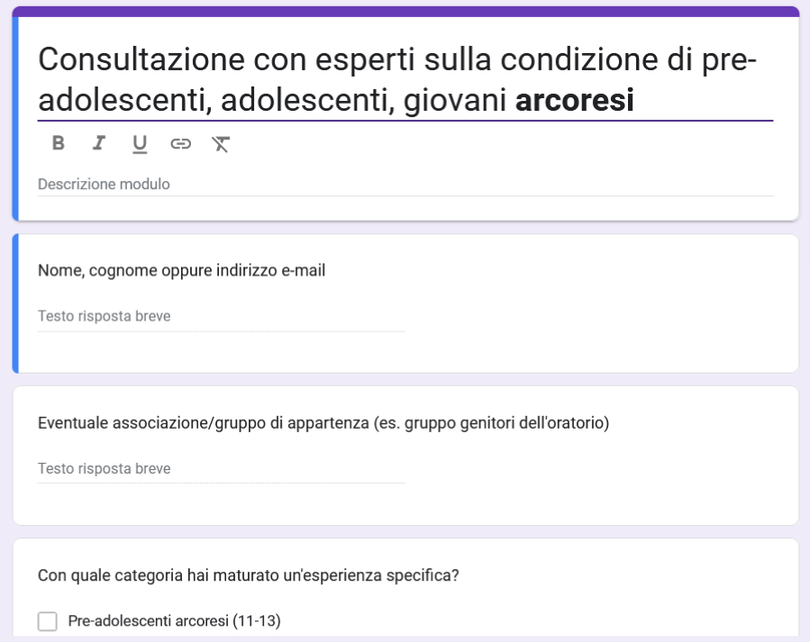 Consultazione con esperti sulla condizione di pre-
adolescenti, adolescenti, giovani arcoresi
B I U
Descrizione modulo
Nome, cognome oppure indirizzo e-mail
Testo risposta breve
Eventuale associazione/gruppo di appartenza (es. gruppo genitori dell'oratorio)
Testo risposta breve
Con quale categoria hai maturato un'esperienza specifica?
Pre-adolescenti arcoresi (11-13)